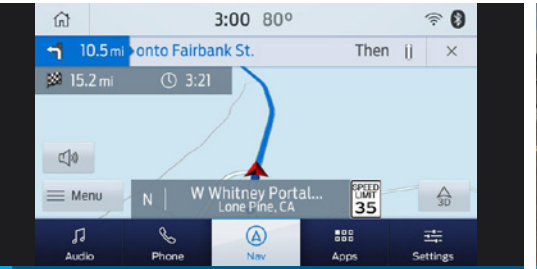 3:00 80°
10.5 mi onto Fairbank St. Then
15.2 mi 3:21
Menu
N W Whitney Portal...
Lone Pine, CA
SPEED
LIMIT
35
3D
Audio Phone Nav Apps Settings